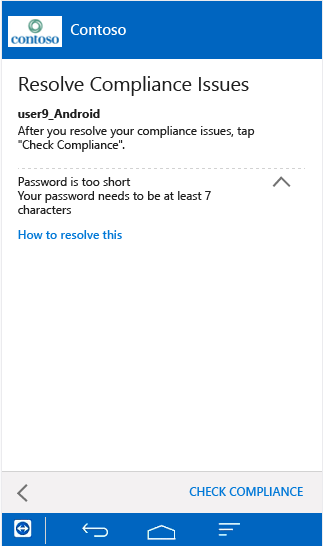 contoso
Contoso
Resolve Compliance Issues
user9_Android
After you resolve your compliance issues, tap
"Check Compliance".
Password is too short
Your password needs to be at least 7
characters
How to resolve this
CHECK COMPLIANCE